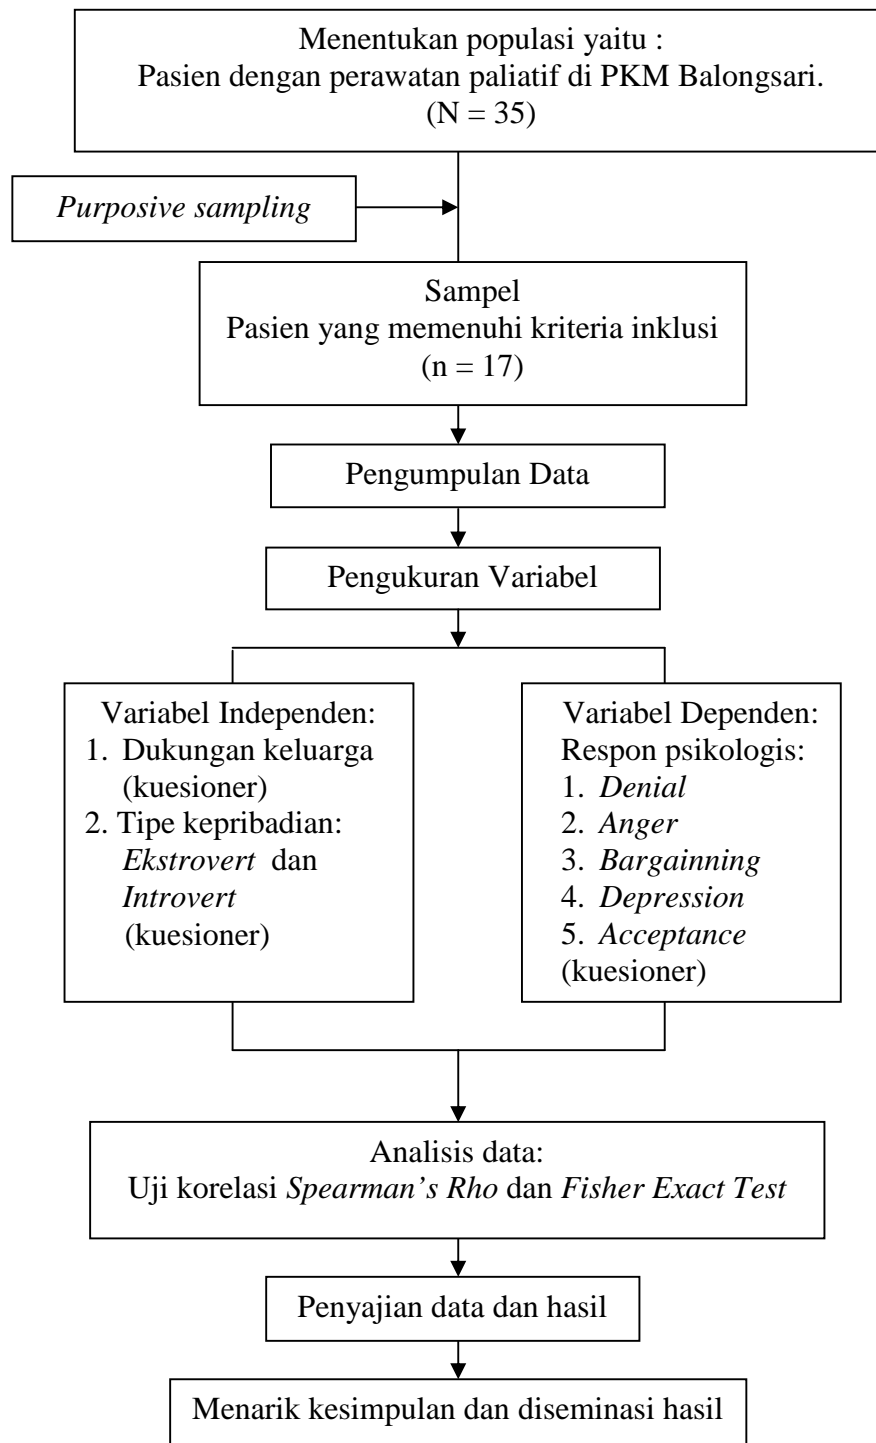 Menentukan populasi yaitu :
Pasien dengan perawatan paliatif di PKM Balongsari.
(N = 35)
Purposive sampling
Sampel
Pasien yang memenuhi kriteria inklusi
(n = 17)
Pengumpulan Data
Pengukuran Variabel
Variabel Independen:
1. Dukungan keluarga
(kuesioner)
2. Tipe kepribadian:
Ekstrovert dan
Introvert
(kuesioner)
Variabel Dependen:
Respon psikologis:
1. Denial
2. Anger
3. Bargainning
4. Depression
5. Acceptance
(kuesioner)
Analisis data:
Uji korelasi Spearman’s Rho dan Fisher Exact Test
Penyajian data dan hasil
Menarik kesimpulan dan diseminasi hasil